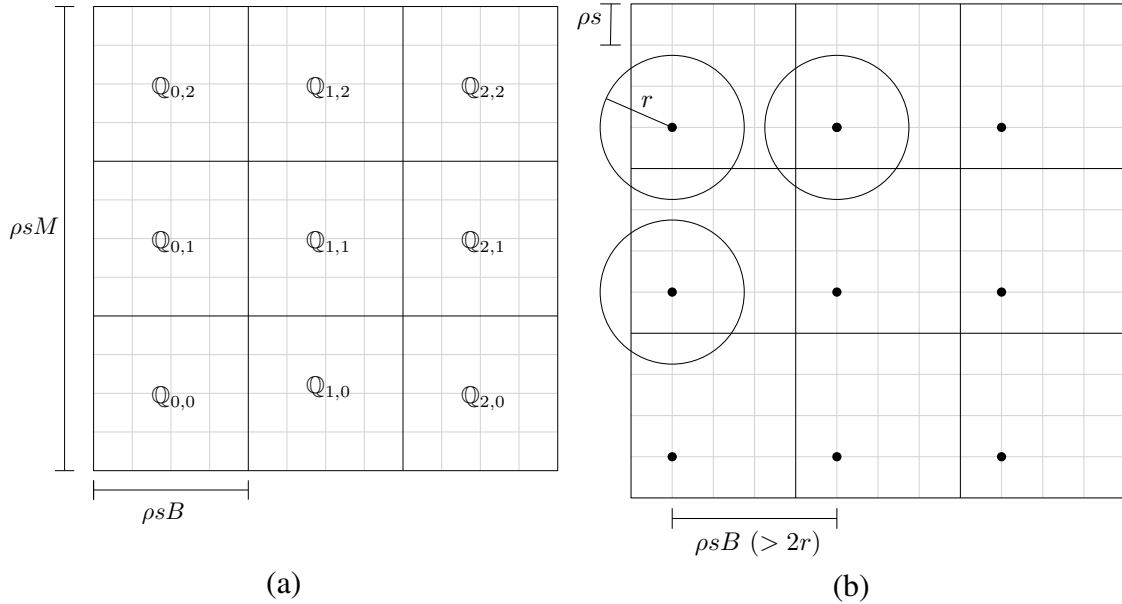 ρs
r
ℚ₀,₂ ℚ₁,₂ ℚ₂,₂
ρsM
ℚ₀,₁ ℚ₁,₁ ℚ₂,₁
ℚ₀,₀ ℚ₁,₀ ℚ₂,₀
ρsB
ρsB (> 2r)
(a)
(b)